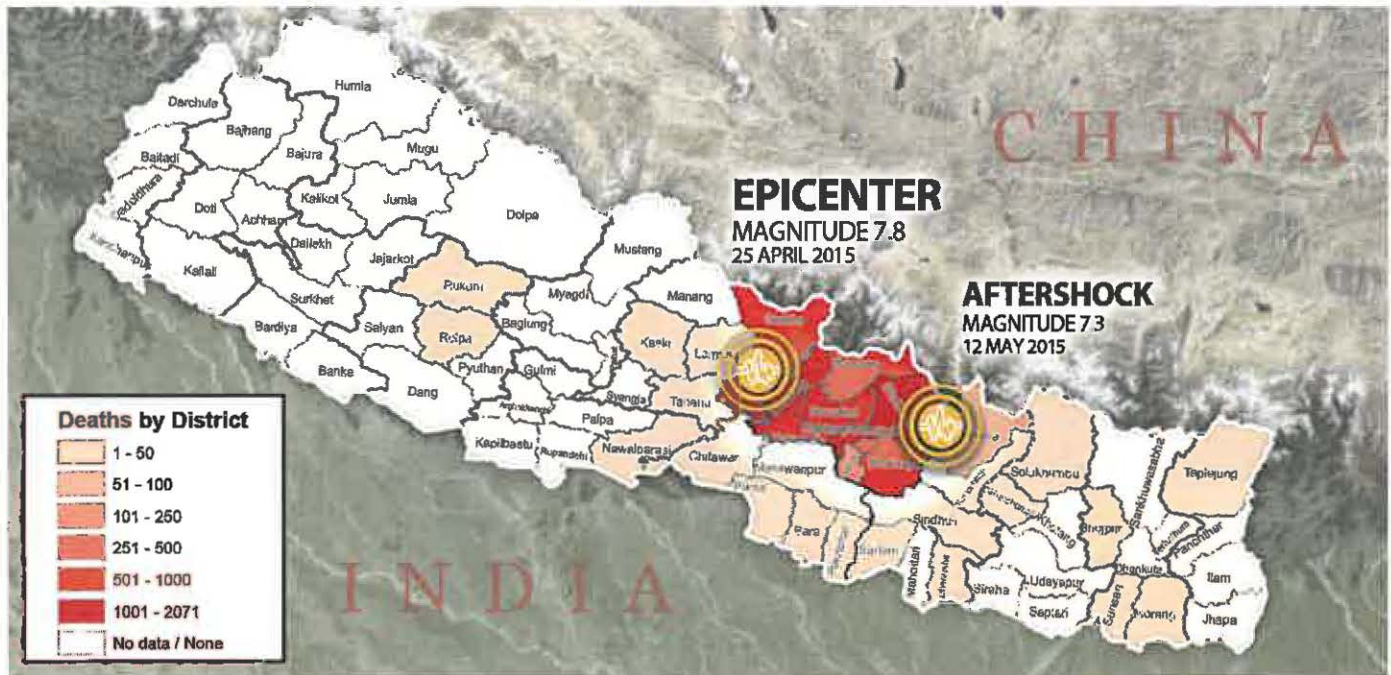 Humla
Darchula
Bajhang
Bajura
Mugu
Baitadi
Doti
Achham
Kalikot
Jumla
Dolpa
Dailekh
Jajarkot
Mustang
Kailali
Surkhet
Rukum
Myagdi
Manang
Bardiya
Salyan
Rolpa
Baglung
Kaski
Banke
Dang
Pyuthan
Gulmi
Syangja
Tanahu
Palpa
Kapilbastu
Rupandehi
Nawalparasi
Chitawan
CHINA
EPICENTER
MAGNITUDE 7.8
25 APRIL 2015
AFTERSHOCK
MAGNITUDE 7.3
12 MAY 2015
Solukhumbu
Sankhuwasabha
Taplejung
Bara
Sindhuli
Khotang
Bhojpur
Panchthar
Dhankuta
Mahottari
Siraha
Udayapur
Saptari
Sunsari
Morang
Ilam
Jhapa
INDIA
Deaths by District
1 - 50
51 - 100
101 - 250
251 - 500
501 - 1000
1001 - 2071
No data / None